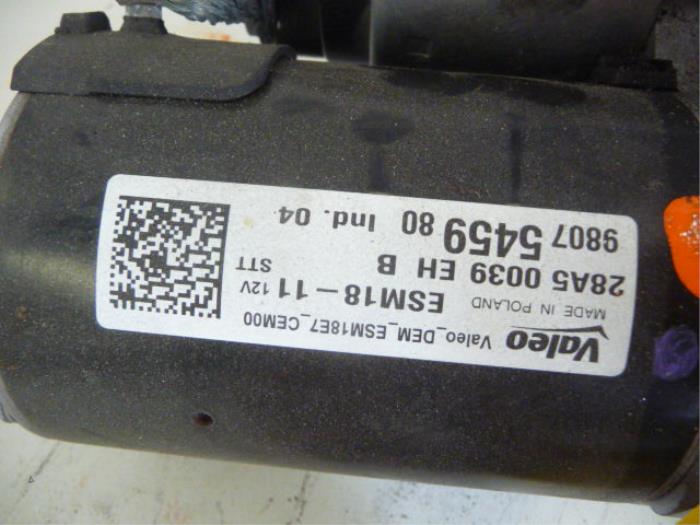 Valeo Valeo_DEM_ESM18E7_CEM00
MADE IN POLAND ESM18-11 12V
28A5 0039 EH B STT
9807 5459 80 Ind. 04